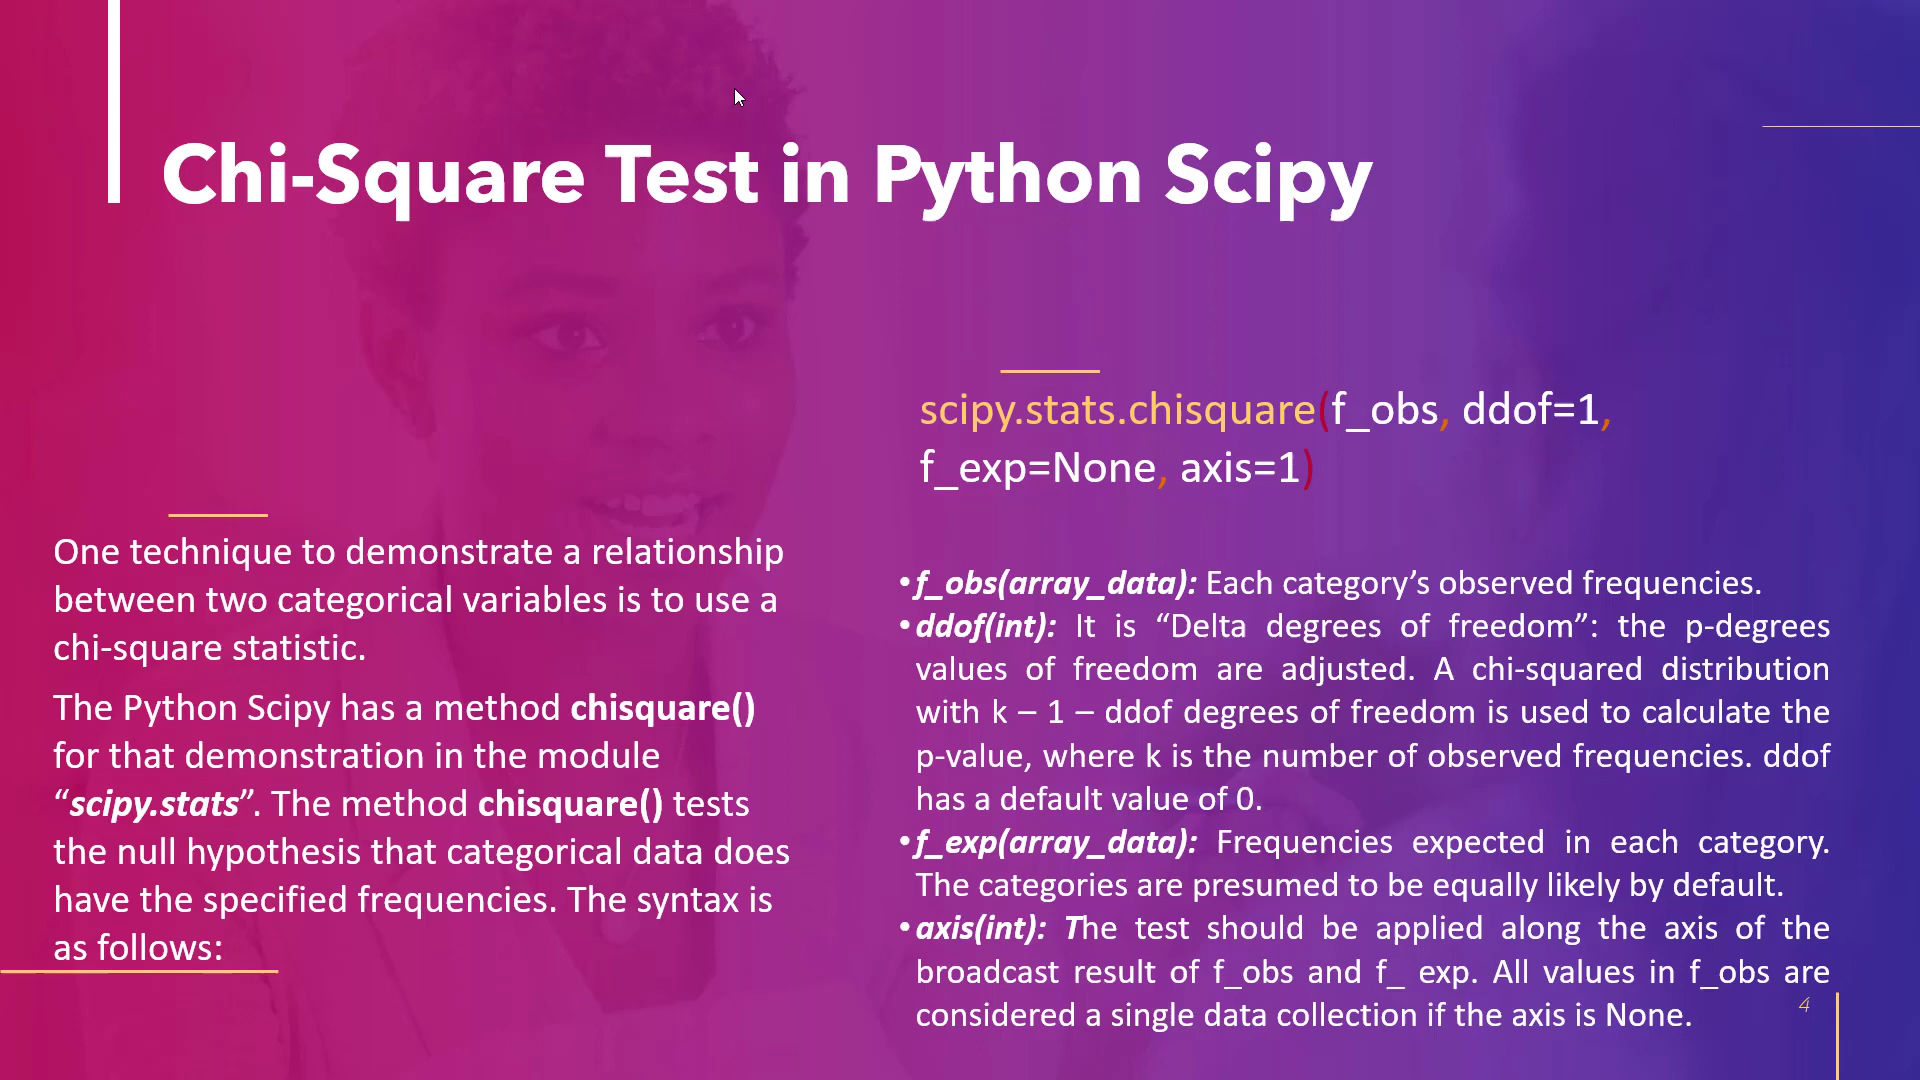 Chi-Square Test in Python Scipy
One technique to demonstrate a relationship
between two categorical variables is to use a
chi-square statistic.
The Python Scipy has a method chisquare()
for that demonstration in the module
“scipy.stats”. The method chisquare() tests
the null hypothesis that categorical data does
have the specified frequencies. The syntax is
as follows:
scipy.stats.chisquare(f_obs, ddof=1,
f_exp=None, axis=1)
•f_obs(array_data): Each category’s observed frequencies.
•ddof(int): It is “Delta degrees of freedom”: the p-degrees
values of freedom are adjusted. A chi-squared distribution
with k – 1 – ddof degrees of freedom is used to calculate the
p-value, where k is the number of observed frequencies. ddof
has a default value of 0.
•f_exp(array_data): Frequencies expected in each category.
The categories are presumed to be equally likely by default.
•axis(int): The test should be applied along the axis of the
broadcast result of f_obs and f_ exp. All values in f_obs are
considered a single data collection if the axis is None.
4